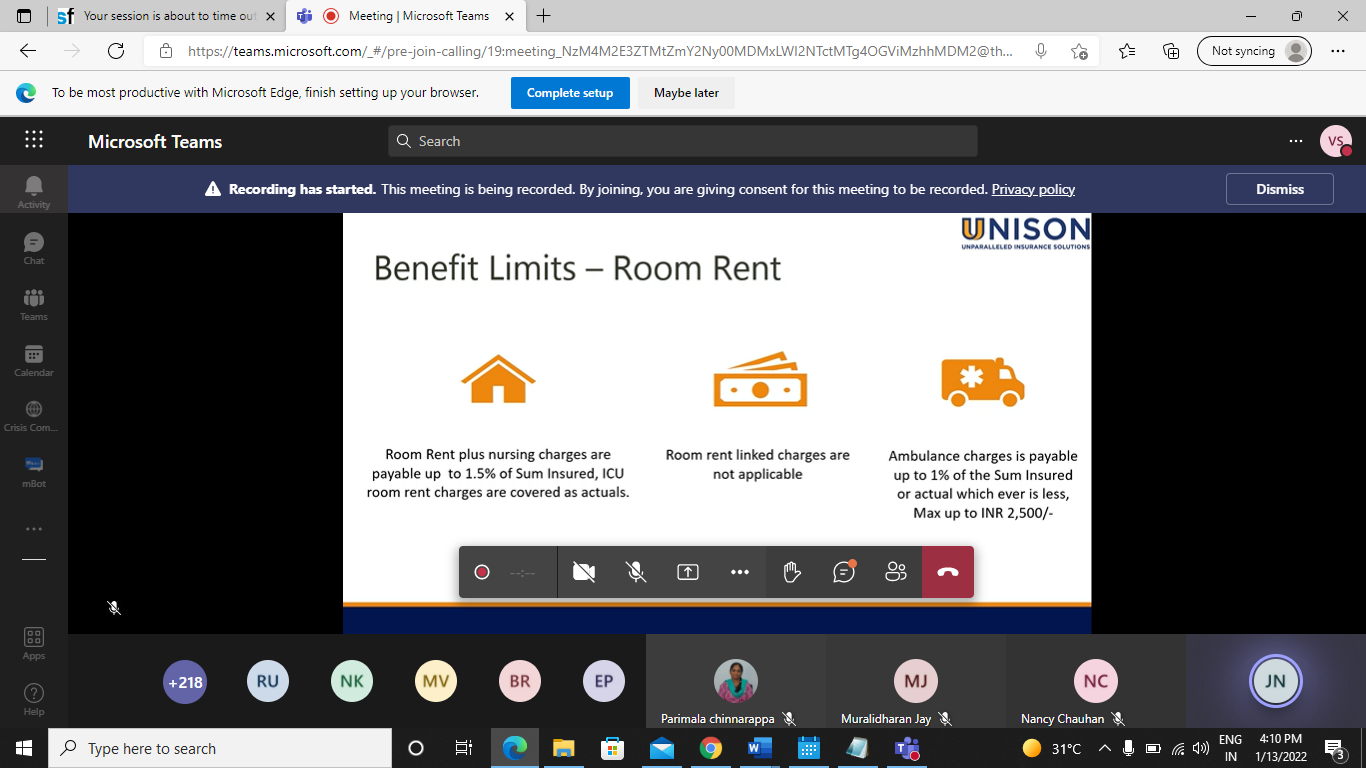 Your session is about to time out
Meeting | Microsoft Teams
https://teams.microsoft.com/_#/pre-join-calling/19:meeting_NzM4M2E3ZTMtZmY2Ny00MDMxLWI2NTctMTg4OGViMzhhMDM2@th...
Not syncing
To be most productive with Microsoft Edge, finish setting up your browser.
Complete setup
Maybe later
Microsoft Teams
Search
VS
Recording has started. This meeting is being recorded. By joining, you are giving consent for this meeting to be recorded. Privacy policy
Dismiss
Activity
Chat
Teams
Calendar
Crisis Com...
mBot
Apps
Help
UNISON
UNPARALLELED INSURANCE SOLUTIONS
Benefit Limits – Room Rent
Room Rent plus nursing charges are
payable up to 1.5% of Sum Insured, ICU
room rent charges are covered as actuals.
Room rent linked charges are
not applicable
Ambulance charges is payable
up to 1% of the Sum Insured
or actual which ever is less,
Max up to INR 2,500/-
--:--
+218
RU
NK
MV
BR
EP
Parimala chinnarappa
MJ
Muralidharan Jay
NC
Nancy Chauhan
JN
Type here to search
31°C
ENG
IN
4:10 PM
1/13/2022
3